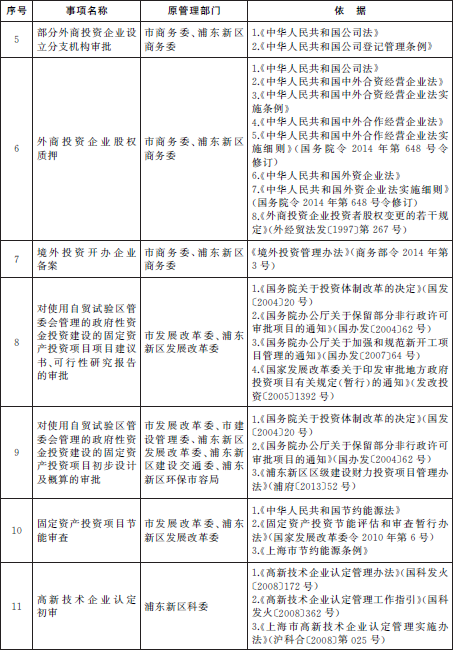 序号 事项名称 原管理部门 依据
5
部分外商投资企业设
立分支机构审批
市商务委、浦东新区
商务委
1.《中华人民共和国公司法》
2.《中华人民共和国公司登记管理条例》
6
外商投资企业股权
质押
市商务委、浦东新区
商务委
1.《中华人民共和国公司法》
2.《中华人民共和国中外合资经营企业法》
3.《中华人民共和国中外合资经营企业法实
施条例》
4.《中华人民共和国中外合作经营企业法》
5.《中华人民共和国中外合作经营企业法实
施细则》(国务院令 2014 年第 648 号令
修订)
6.《中华人民共和国外资企业法》
7.《中华人民共和国外资企业法实施细则》
(国务院令 2014 年第 648 号令修订)
8.《外商投资企业投资者股权变更的若干规
定》(外经贸法发〔1997〕第 267 号)
7
境外投资开办企业
备案
市商务委、浦东新区
商务委
《境外投资管理办法》(商务部令 2014 年第
3 号)
8
对使用自贸试验区管
委会管理的政府性资
金投资建设的固定资
产投资项目项目建议
书、可行性研究报告
的审批
市发展改革委、浦东
新区发展改革委
1.《国务院关于投资体制改革的决定》(国发
〔2004〕20 号)
2.《国务院办公厅关于保留部分非行政许可
审批项目的通知》(国办发〔2004〕62 号)
3.《国务院办公厅关于加强和规范新开工项
目管理的通知》(国办发〔2007〕64 号)
4.《国家发展改革委关于印发审批地方政府
投资项目有关规定(暂行)的通知》(发改投
资〔2005〕1392 号)
9
对使用自贸试验区管
委会管理的政府性资
金投资建设的固定资
产投资项目初步设计
及概算的审批
市发展改革委、市建
设管理委、浦东新区
发展改革委、浦东新
区建设交通委、浦东
新区环保市容局
1.《国务院关于投资体制改革的决定》(国发
〔2004〕20 号)
2.《国务院办公厅关于保留部分非行政许可
审批项目的通知》(国办发〔2004〕62 号)
3.《浦东新区区级建设财力投资项目管理办
法》(浦府〔2013〕52 号)
10
固定资产投资项目节
能审查
市发展改革委、浦东
新区发展改革委
1.《中华人民共和国节约能源法》
2.《固定资产投资节能评估和审查暂行办
法》(国家发展改革委令 2010 年第 6 号)
3.《上海市节约能源条例》
11
高新技术企业认定
初审
浦东新区科委
1.《高新技术企业认定管理办法》(国科发火
〔2008〕172 号)
2.《高新技术企业认定管理工作指引》(国科
发火〔2008〕362 号)
3.《上海市高新技术企业认定管理实施办
法》(沪科合〔2008〕第 025 号)